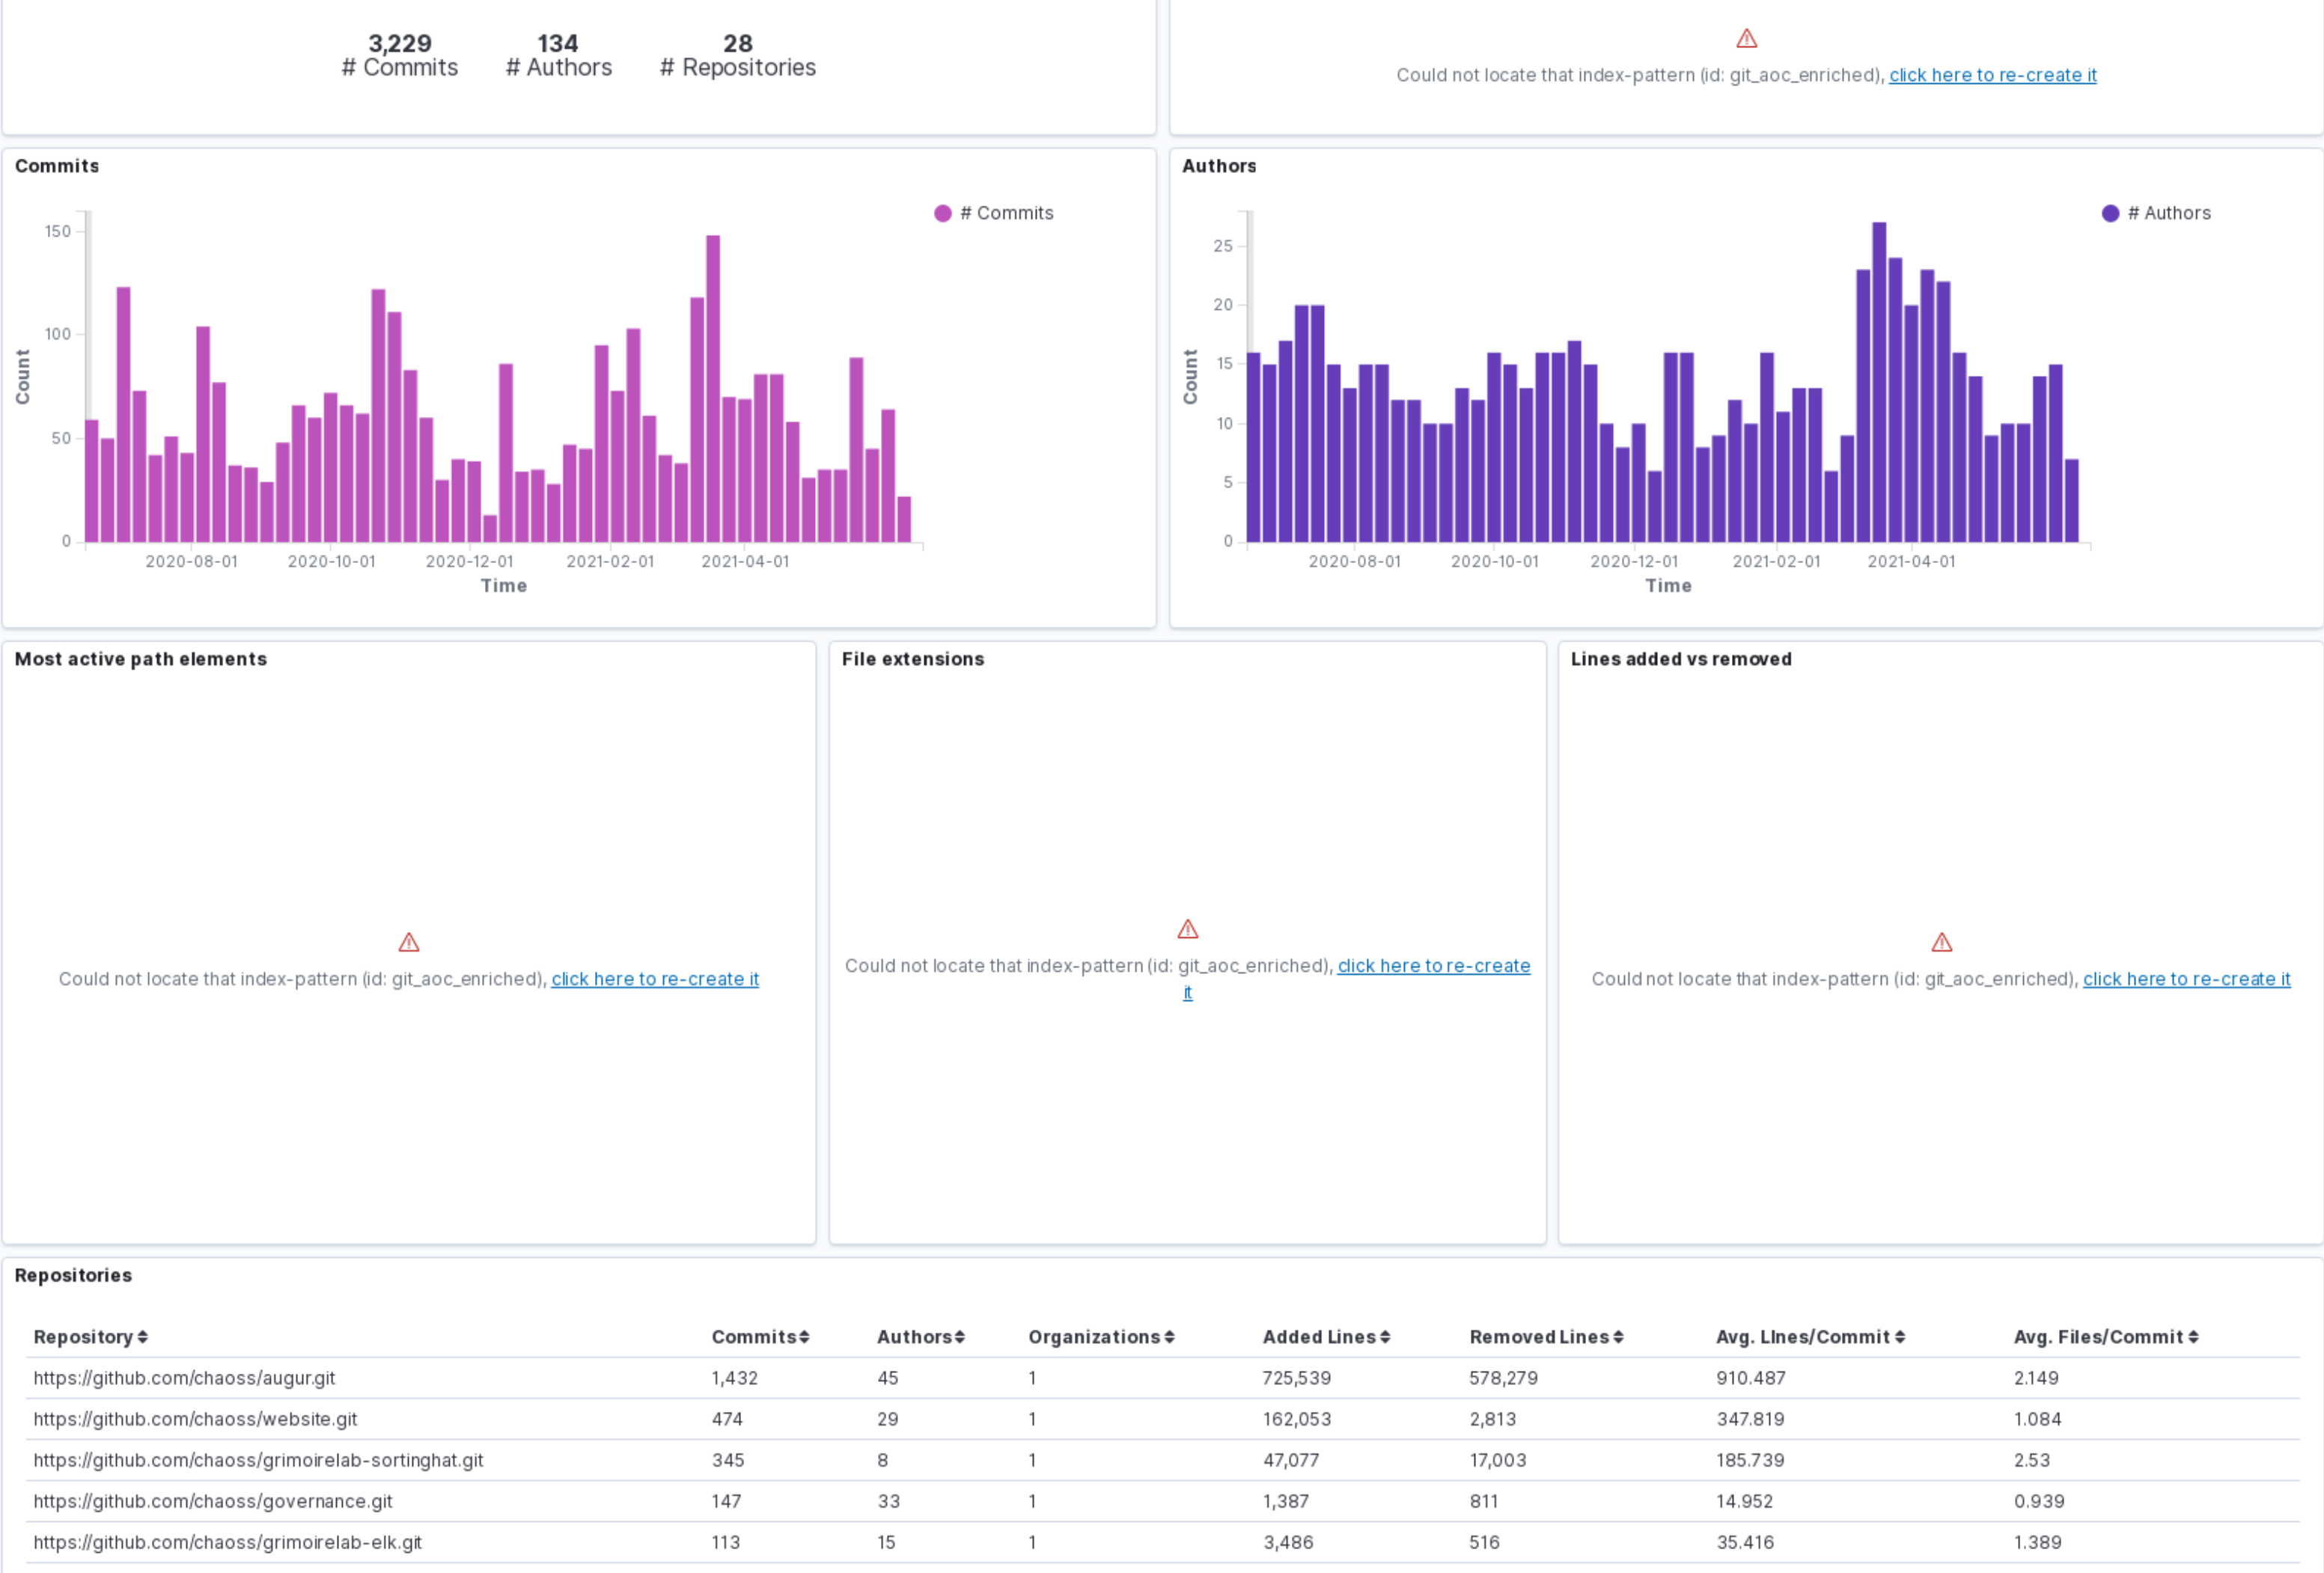 3,229 134 28
# Commits # Authors # Repositories
Could not locate that index-pattern (id: git_aoc_enriched), click here to re-create it
Commits
# Commits
150
100
50
0
Count
2020-08-01 2020-10-01 2020-12-01 2021-02-01 2021-04-01
Time
Authors
# Authors
25
20
15
10
5
0
Count
2020-08-01 2020-10-01 2020-12-01 2021-02-01 2021-04-01
Time
Most active path elements
Could not locate that index-pattern (id: git_aoc_enriched), click here to re-create it
File extensions
Could not locate that index-pattern (id: git_aoc_enriched), click here to re-create
it
Lines added vs removed
Could not locate that index-pattern (id: git_aoc_enriched), click here to re-create it
Repositories
Repository Commits Authors Organizations Added Lines Removed Lines Avg. LInes/Commit Avg. Files/Commit
https://github.com/chaoss/augur.git 1,432 45 1 725,539 578,279 910.487 2.149
https://github.com/chaoss/website.git 474 29 1 162,053 2,813 347.819 1.084
https://github.com/chaoss/grimoirelab-sortinghat.git 345 8 1 47,077 17,003 185.739 2.53
https://github.com/chaoss/governance.git 147 33 1 1,387 811 14.952 0.939
https://github.com/chaoss/grimoirelab-elk.git 113 15 1 3,486 516 35.416 1.389